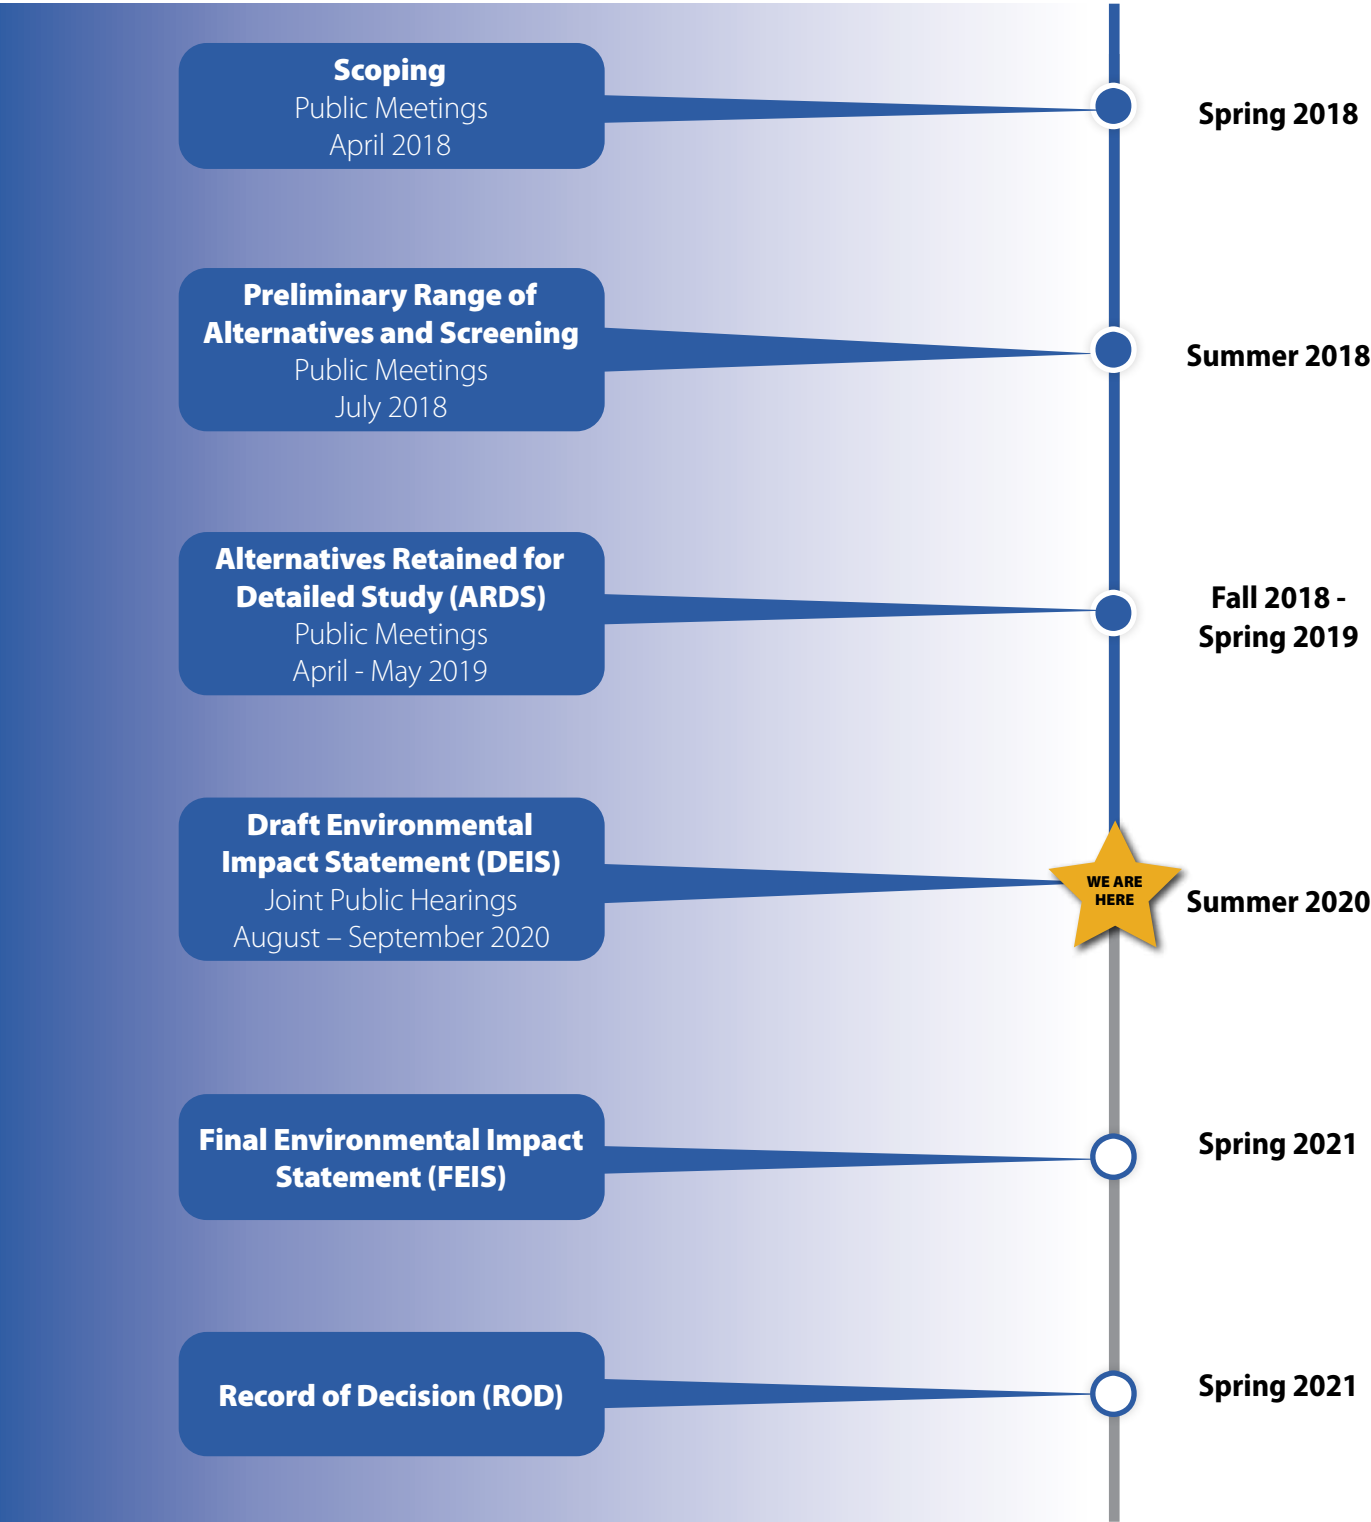 Scoping
Public Meetings
April 2018
Spring 2018
Preliminary Range of
Alternatives and Screening
Public Meetings
July 2018
Summer 2018
Alternatives Retained for
Detailed Study (ARDS)
Public Meetings
April - May 2019
Fall 2018 -
Spring 2019
Draft Environmental
Impact Statement (DEIS)
Joint Public Hearings
August – September 2020
WE ARE
HERE
Summer 2020
Final Environmental Impact
Statement (FEIS)
Spring 2021
Record of Decision (ROD)
Spring 2021